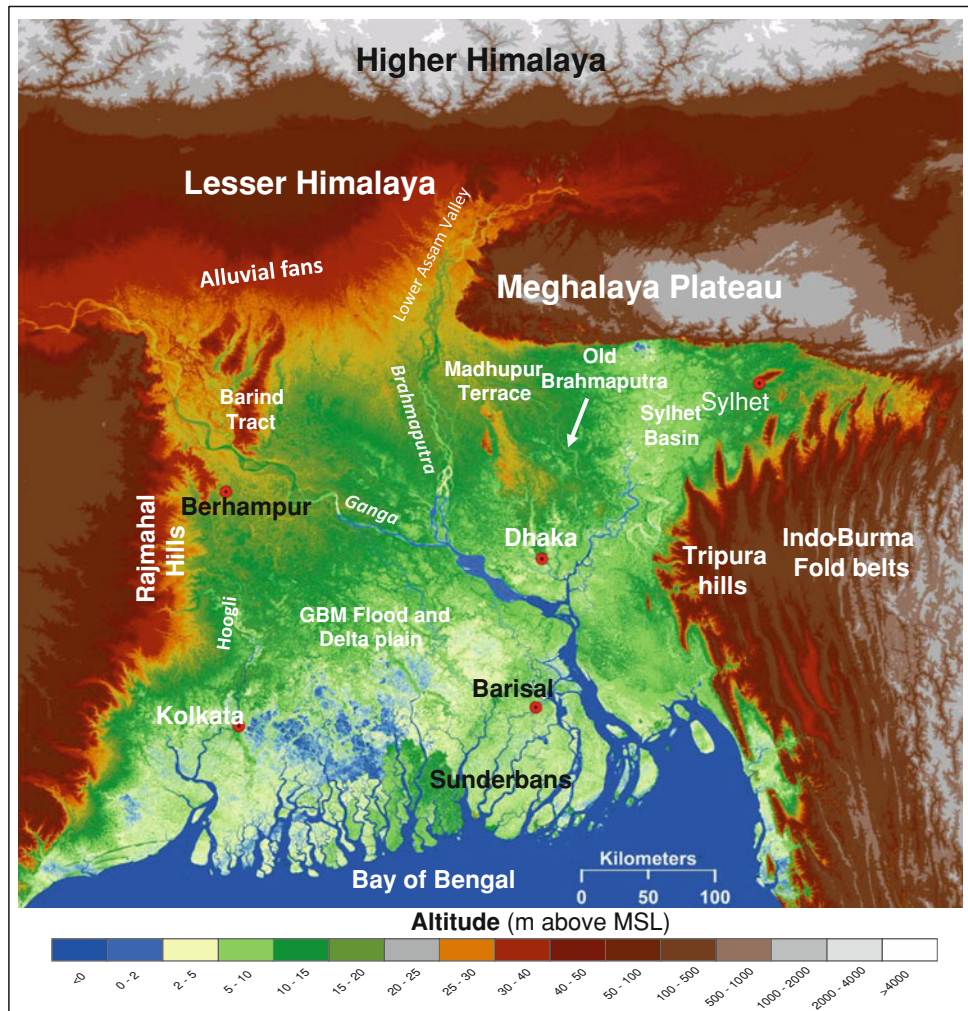 Higher Himalaya
Lesser Himalaya
Lower Assam Valley
Alluvial fans
Meghalaya Plateau
Old
Brahmaputra
Madhupur
Terrace
Brahmaputra
Barind
Tract
Sylhet
Sylhet
Basin
Berhampur
Ganga
Dhaka
Rajmahal
Hills
Tripura
hills
Indo-Burma
Fold belts
Hoogli
GBM Flood and
Delta plain
Barisal
Kolkata
Sunderbans
Kilometers
0 50 100
Bay of Bengal
Altitude (m above MSL)
<0 0 - 2 2 - 5 5 - 10 10 - 15 15 - 20 20 - 25 25 - 30 30 - 40 40 - 50 50 - 100 100 - 500 500 - 1000 1000 - 2000 2000 - 4000 >4000